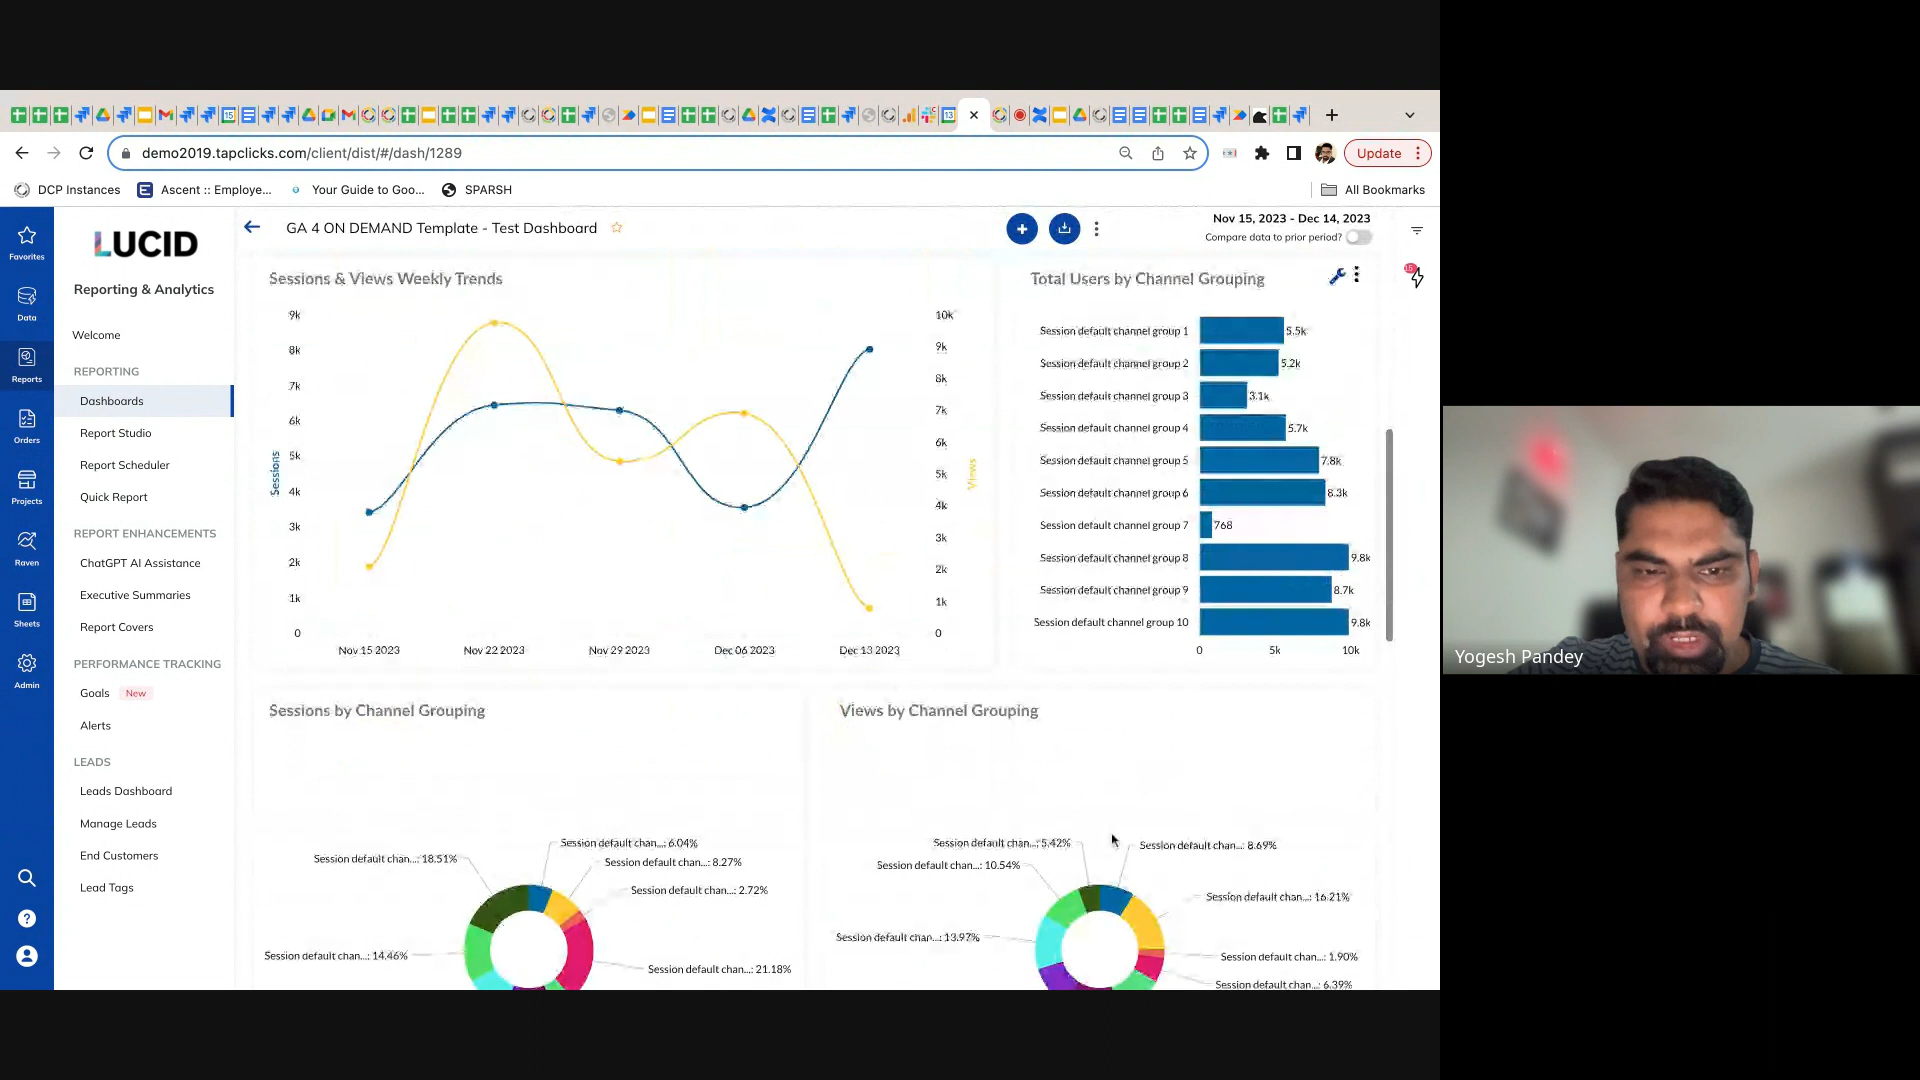 15
13
demo2019.tapclicks.com/client/dist/#/dash/1289
Update
DCP Instances
Ascent :: Employe...
Your Guide to Goo...
SPARSH
All Bookmarks
Favorites
Data
Reports
Orders
Projects
Raven
Sheets
Admin
LUCID
Reporting & Analytics
Welcome
REPORTING
Dashboards
Report Studio
Report Scheduler
Quick Report
REPORT ENHANCEMENTS
ChatGPT AI Assistance
Executive Summaries
Report Covers
PERFORMANCE TRACKING
Goals New
Alerts
LEADS
Leads Dashboard
Manage Leads
End Customers
Lead Tags
GA 4 ON DEMAND Template - Test Dashboard
Nov 15, 2023 - Dec 14, 2023
Compare data to prior period?
15
Sessions & Views Weekly Trends
9k
8k
7k
6k
5k
4k
3k
2k
1k
0
Sessions
10k
9k
8k
7k
6k
5k
4k
3k
2k
1k
0
Views
Nov 15 2023
Nov 22 2023
Nov 29 2023
Dec 06 2023
Dec 13 2023
Total Users by Channel Grouping
Session default channel group 1 5.5k
Session default channel group 2 5.2k
Session default channel group 3 3.1k
Session default channel group 4 5.7k
Session default channel group 5 7.8k
Session default channel group 6 8.3k
Session default channel group 7 768
Session default channel group 8 9.8k
Session default channel group 9 8.7k
Session default channel group 10 9.8k
0 5k 10k
Sessions by Channel Grouping
Session default chan...: 6.04%
Session default chan...: 18.51%
Session default chan...: 8.27%
Session default chan...: 2.72%
Session default chan...: 14.46%
Session default chan...: 21.18%
Views by Channel Grouping
Session default chan...: 5.42%
Session default chan...: 8.69%
Session default chan...: 10.54%
Session default chan...: 16.21%
Session default chan...: 13.97%
Session default chan...: 1.90%
Session default chan...: 6.39%
Yogesh Pandey